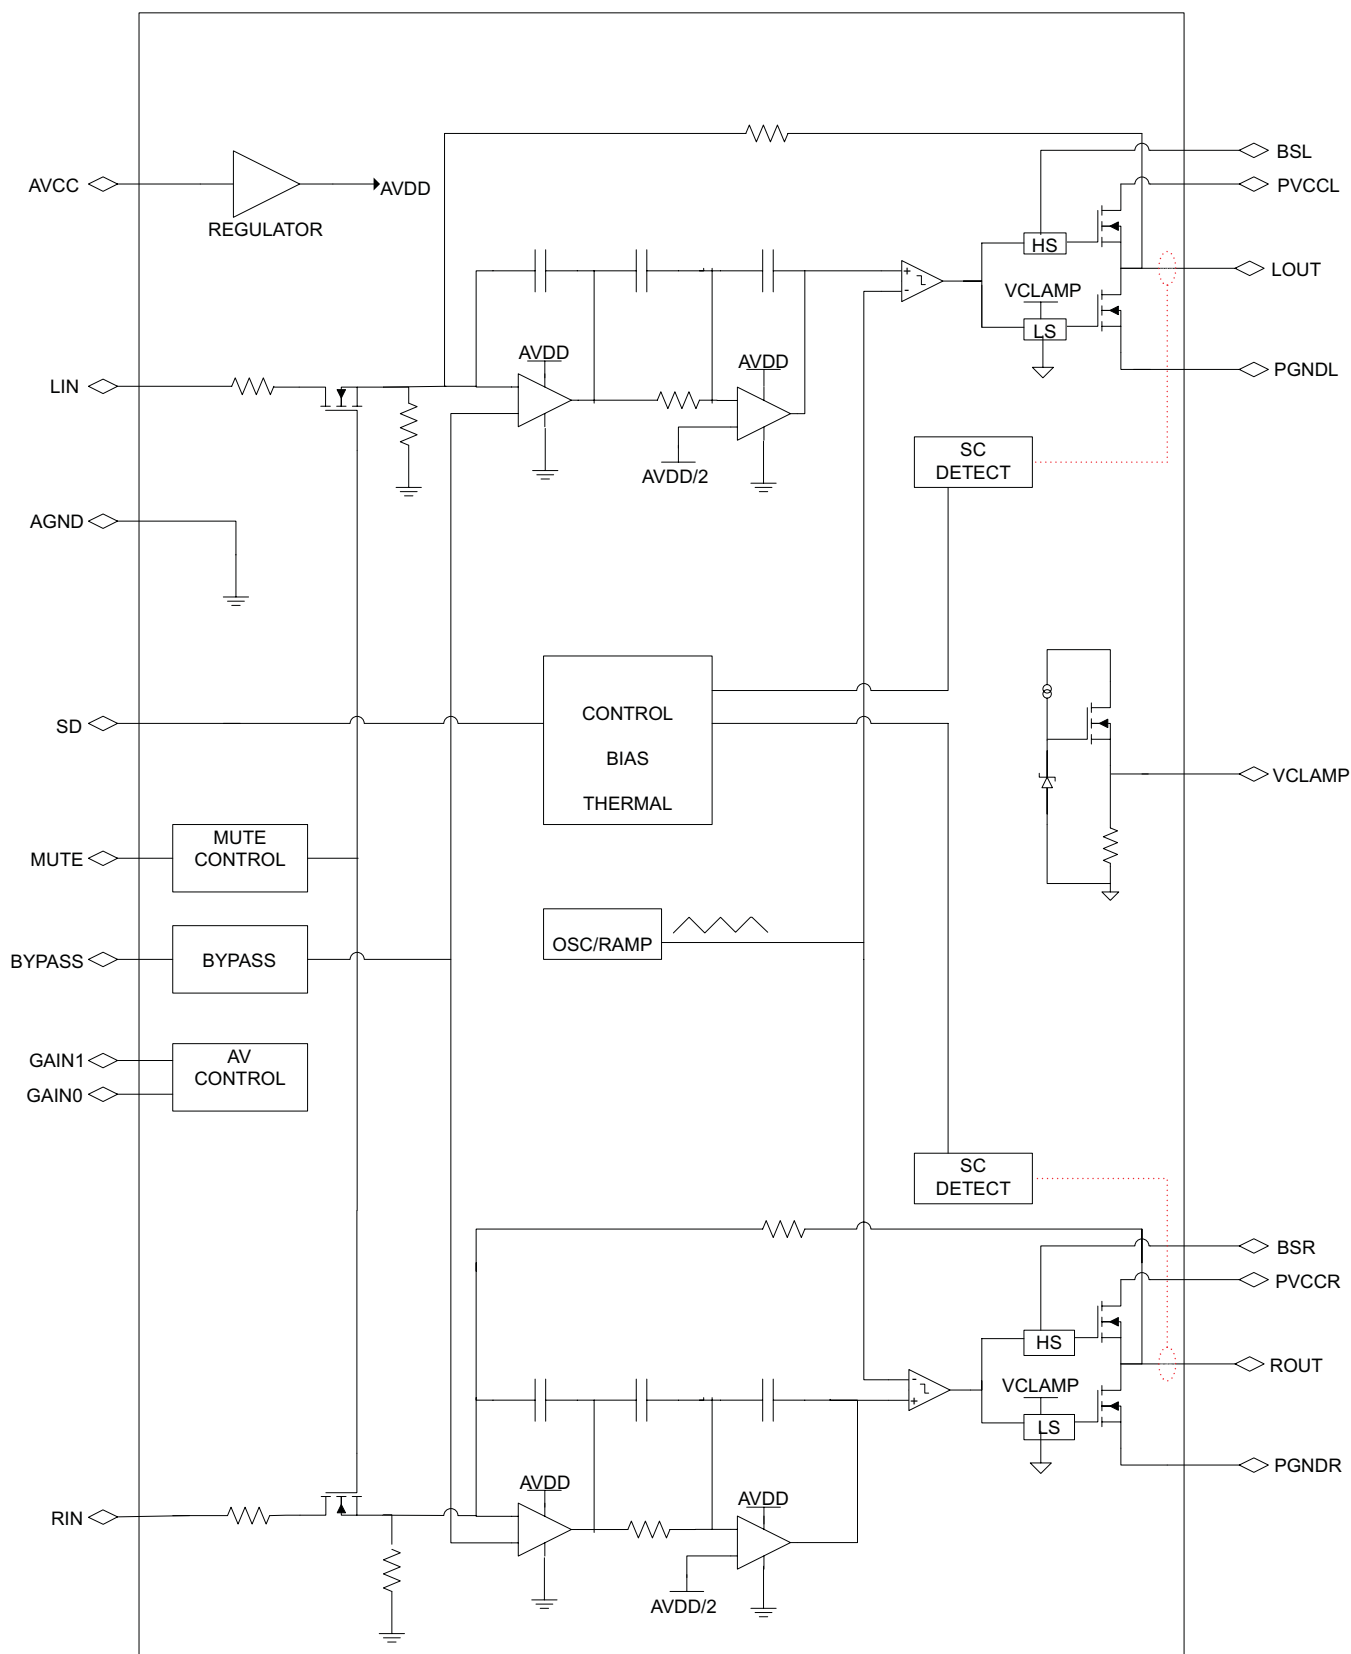 BSL
AVCC
AVDD
PVCCL
REGULATOR
HS
LOUT
VCLAMP
+
-
LS
AVDD
AVDD
PGNDL
LIN
SC
DETECT
AVDD/2
AGND
CONTROL
SD
BIAS
VCLAMP
THERMAL
MUTE
CONTROL
MUTE
OSC/RAMP
BYPASS
BYPASS
GAIN1
AV
CONTROL
GAIN0
SC
DETECT
BSR
PVCCR
HS
ROUT
-
+
VCLAMP
LS
PGNDR
AVDD
AVDD
RIN
AVDD/2